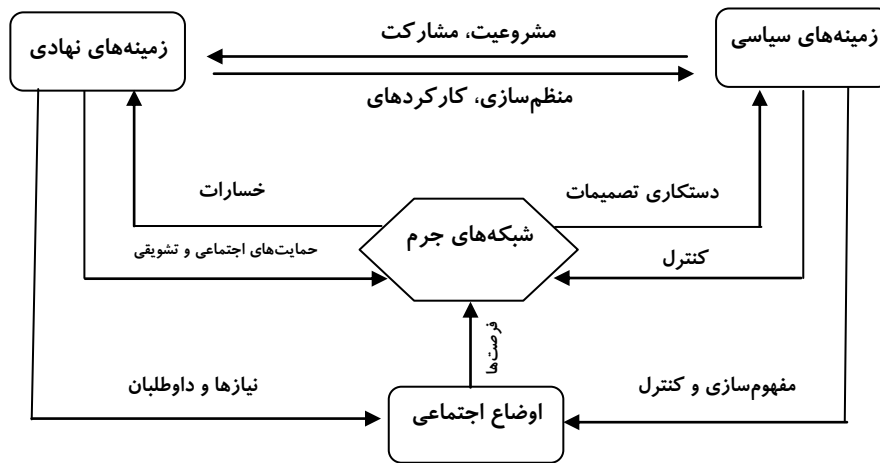 زمینه‌های سیاسی
مشروعیت، مشارکت
زمینه‌های نهادی
منظم‌سازی، کارکردهای
دستکاری تصمیمات
خسارات
شبکه‌های جرم
کنترل
حمایت‌های اجتماعی و تشویقی
فرصت‌ها
مفهوم‌سازی و کنترل
نیازها و داوطلبان
اوضاع اجتماعی